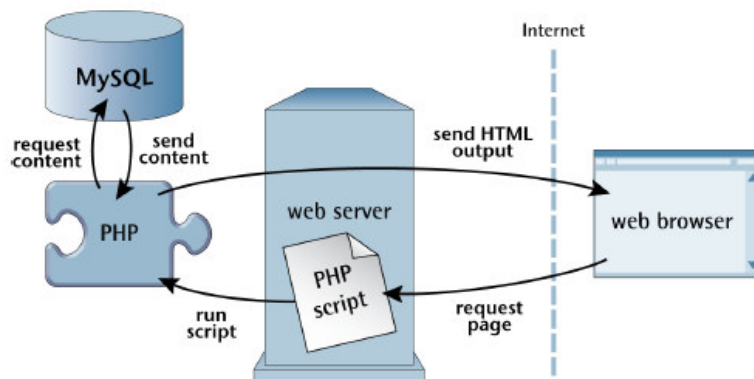 Internet
MySQL
request
content
send
content
send HTML
output
PHP
web server
web browser
PHP
script
run
script
request
page